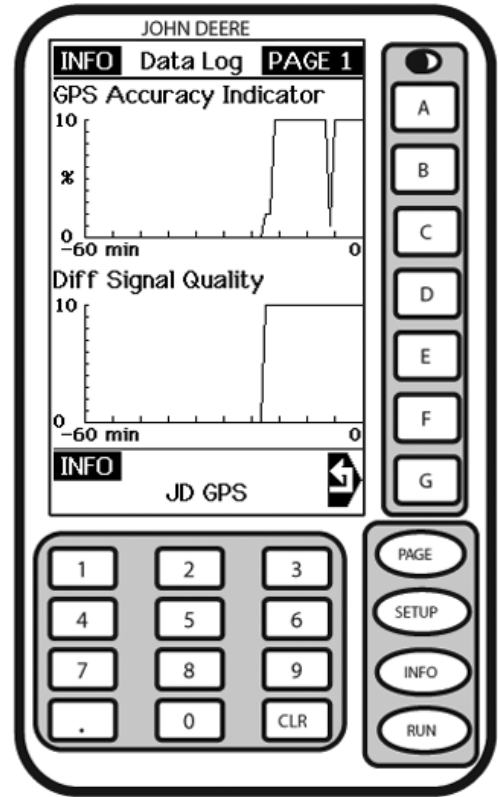 JOHN DEERE
INFO Data Log PAGE 1
GPS Accuracy Indicator
10
%
0
-60 min 0
Diff Signal Quality
10
0
-60 min 0
INFO
JD GPS
A
B
C
D
E
F
G
1 2 3
4 5 6
7 8 9
. 0 CLR
PAGE
SETUP
INFO
RUN